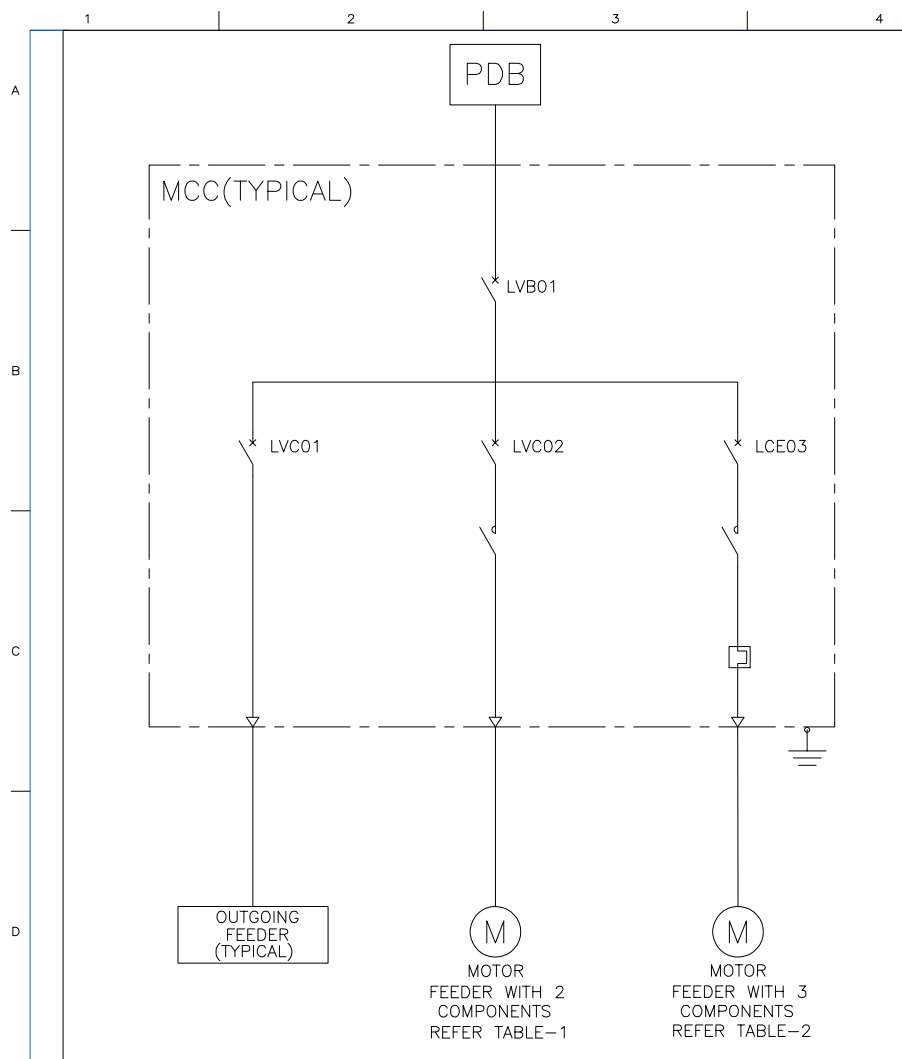 1 2 3 4
A
PDB
MCC(TYPICAL)
LVB01
B
LVC01 LVC02 LCE03
C
D
OUTGOING
FEEDER
(TYPICAL)
M
MOTOR
FEEDER WITH 2
COMPONENTS
REFER TABLE-1
M
MOTOR
FEEDER WITH 3
COMPONENTS
REFER TABLE-2